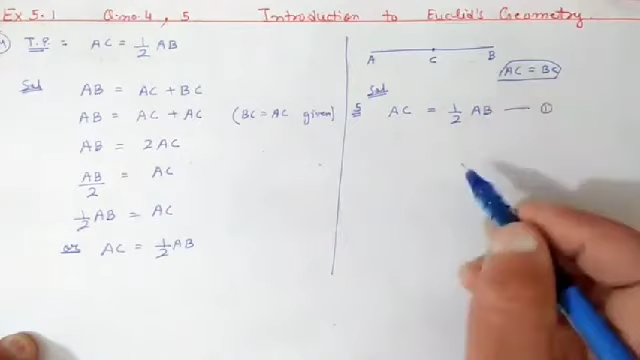 Ex 5.1 Q.no.4, 5 Introduction to Euclid's Geometry
T.P. : AC = 1/2 AB
Sol
AB = AC + BC
AB = AC + AC (BC = AC given)
AB = 2AC
AB/2 = AC
1/2 AB = AC
or AC = 1/2 AB
A C B
AC = BC
Sol
5 AC = 1/2 AB — ①